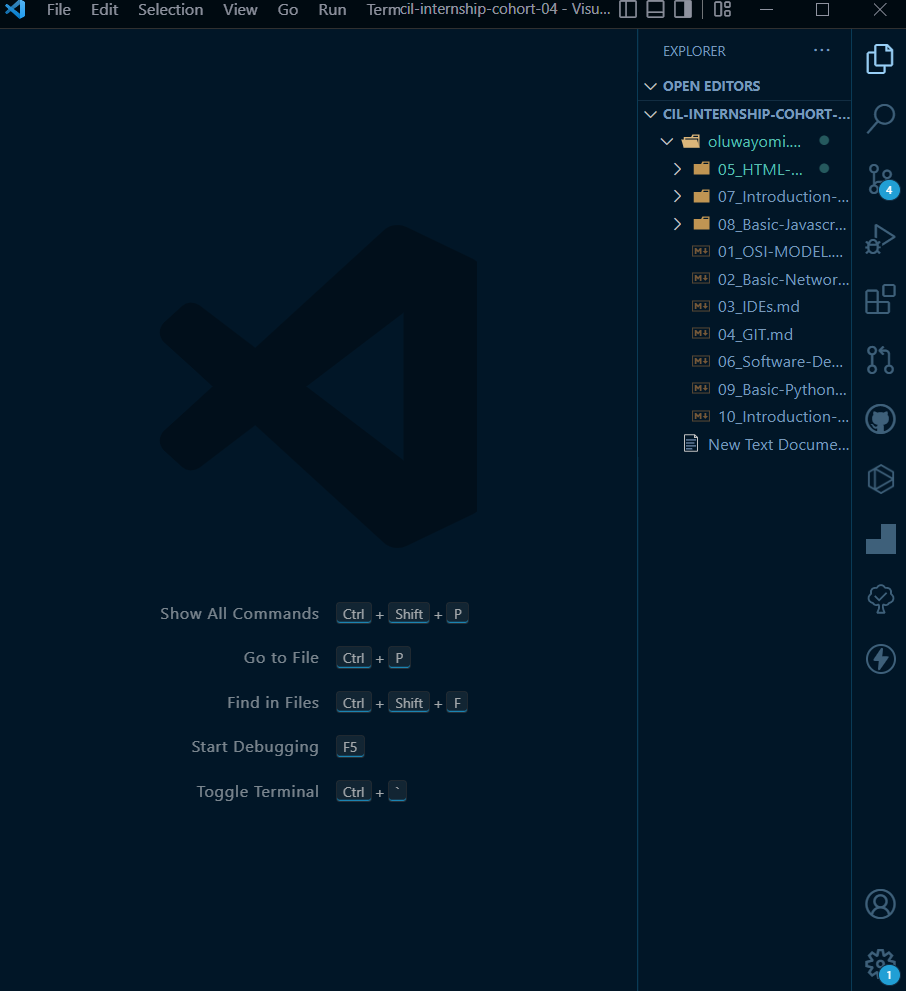 File Edit Selection View Go Run Term cil-internship-cohort-04 - Visu...
EXPLORER ...
OPEN EDITORS
CIL-INTERNSHIP-COHORT-...
oluwayomi....
05_HTML-...
07_Introduction-...
08_Basic-Javascr...
01_OSI-MODEL....
02_Basic-Networ...
03_IDEs.md
04_GIT.md
06_Software-De...
09_Basic-Python...
10_Introduction-...
New Text Docume...
4
Show All Commands Ctrl + Shift + P
Go to File Ctrl + P
Find in Files Ctrl + Shift + F
Start Debugging F5
Toggle Terminal Ctrl + `
1